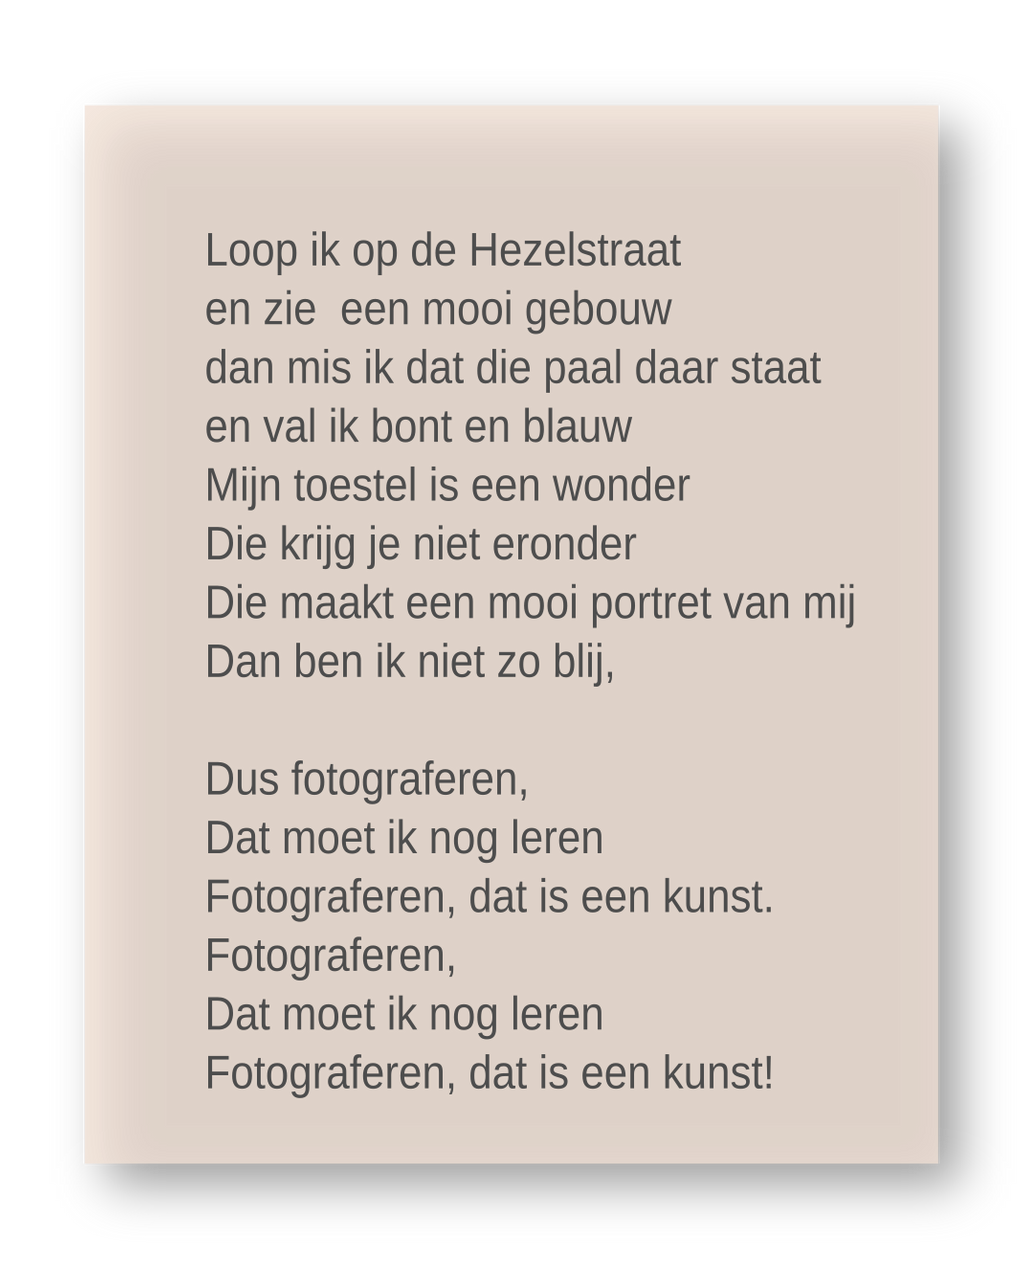 Loop ik op de Hezelstraat
en zie  een mooi gebouw
dan mis ik dat die paal daar staat
en val ik bont en blauw
Mijn toestel is een wonder
Die krijg je niet eronder
Die maakt een mooi portret van mij
Dan ben ik niet zo blij,

Dus fotograferen,
Dat moet ik nog leren
Fotograferen, dat is een kunst.
Fotograferen,
Dat moet ik nog leren
Fotograferen, dat is een kunst!